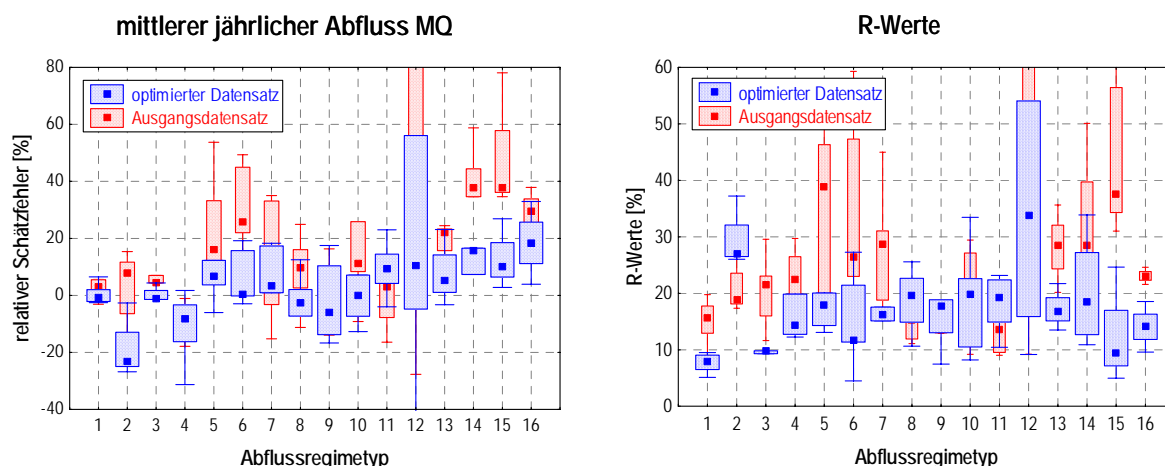 mittlerer jährlicher Abfluss MQ
80
60
40
20
0
-20
-40
relativer Schätzfehler [%]
optimierter Datensatz
Ausgangsdatensatz
1 2 3 4 5 6 7 8 9 10 11 12 13 14 15 16
Abflussregimetyp
R-Werte
60
50
40
30
20
10
0
R-Werte [%]
optimierter Datensatz
Ausgangsdatensatz
1 2 3 4 5 6 7 8 9 10 11 12 13 14 15 16
Abflussregimetyp